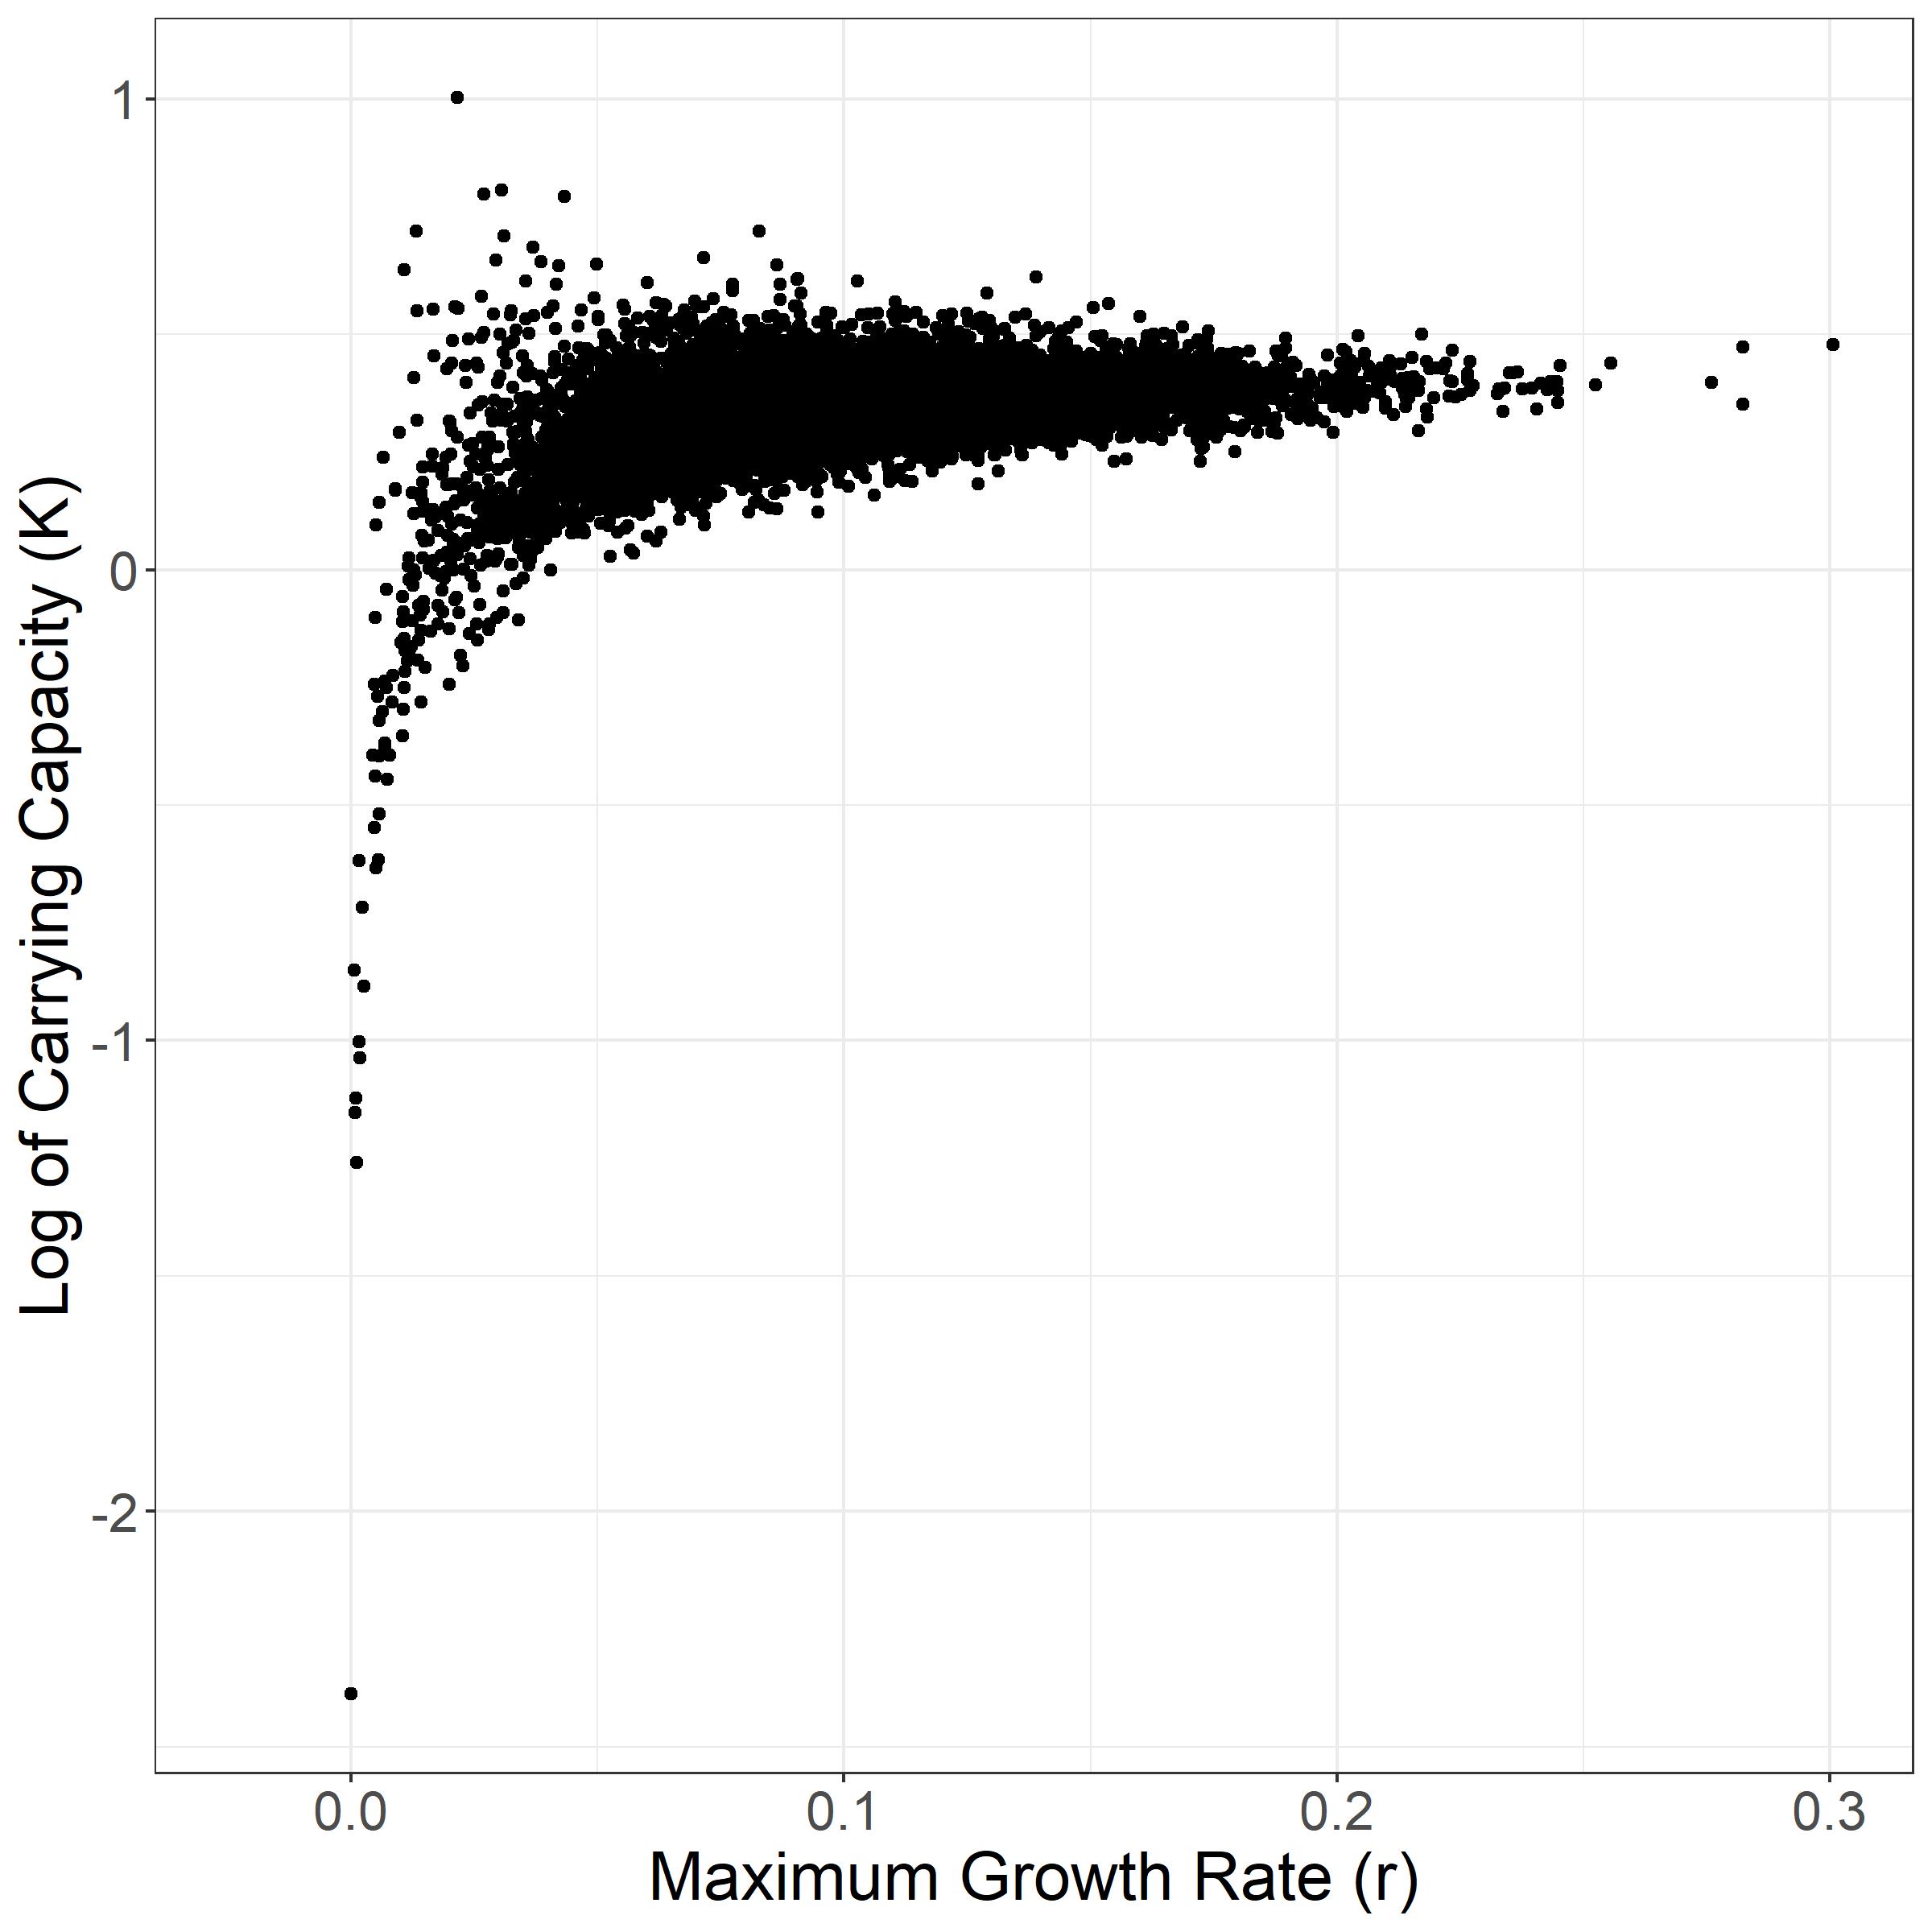 Log of Carrying Capacity (K)
1
0
-1
-2
0.0 0.1 0.2 0.3
Maximum Growth Rate (r)